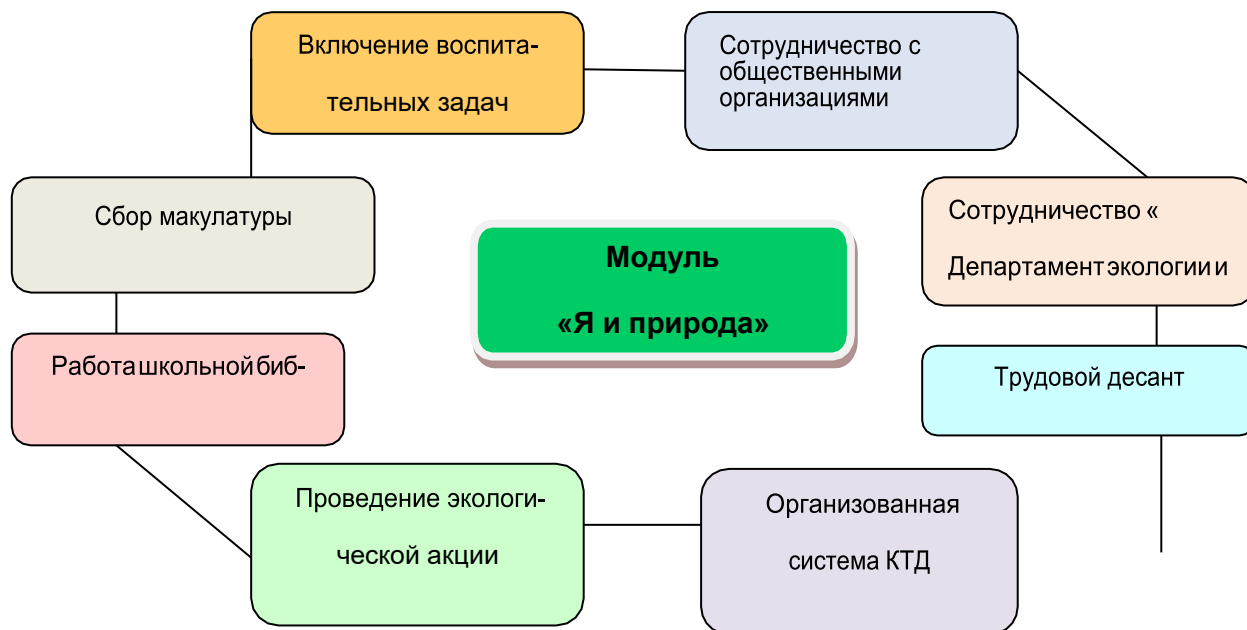 Включение воспита-
тельных задач
Сотрудничество с
общественными
организациями
Сбор макулатуры
Модуль
«Я и природа»
Сотрудничество «
Департамент экологии и
Работа школьной биб-
Трудовой десант
Проведение экологи-
ческой акции
Организованная
система КТД